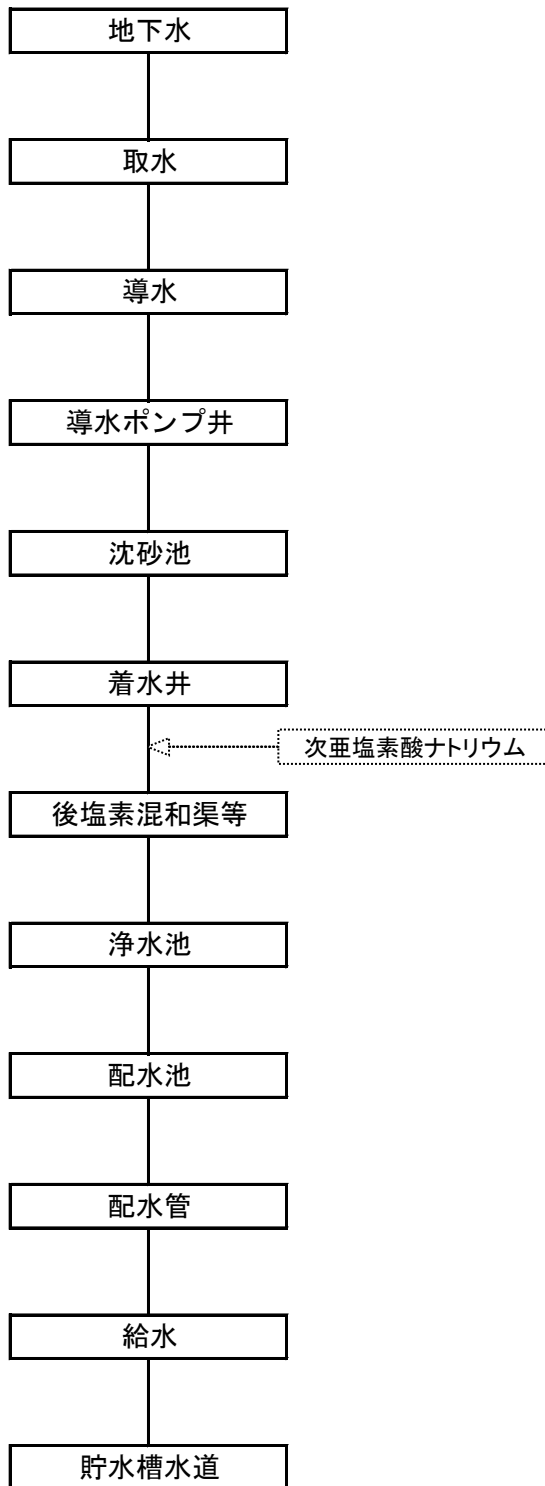 地下水
取水
導水
導水ポンプ井
沈砂池
着水井
次亜塩素酸ナトリウム
後塩素混和渠等
浄水池
配水池
配水管
給水
貯水槽水道